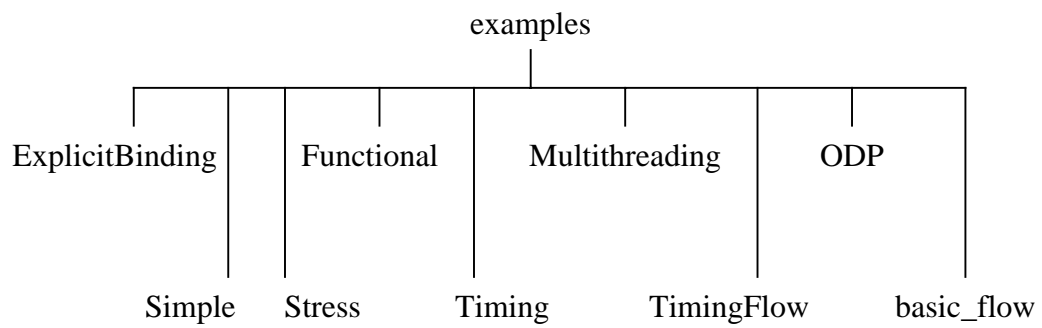 examples
ExplicitBinding Functional Multithreading ODP
Simple Stress Timing TimingFlow basic_flow